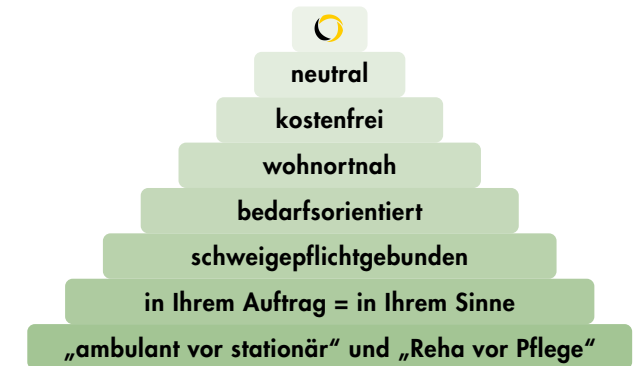 neutral
kostenfrei
wohnortnah
bedarfsorientiert
schweigepflichtgebunden
in Ihrem Auftrag = in Ihrem Sinne
„ambulant vor stationär“ und „Reha vor Pflege“